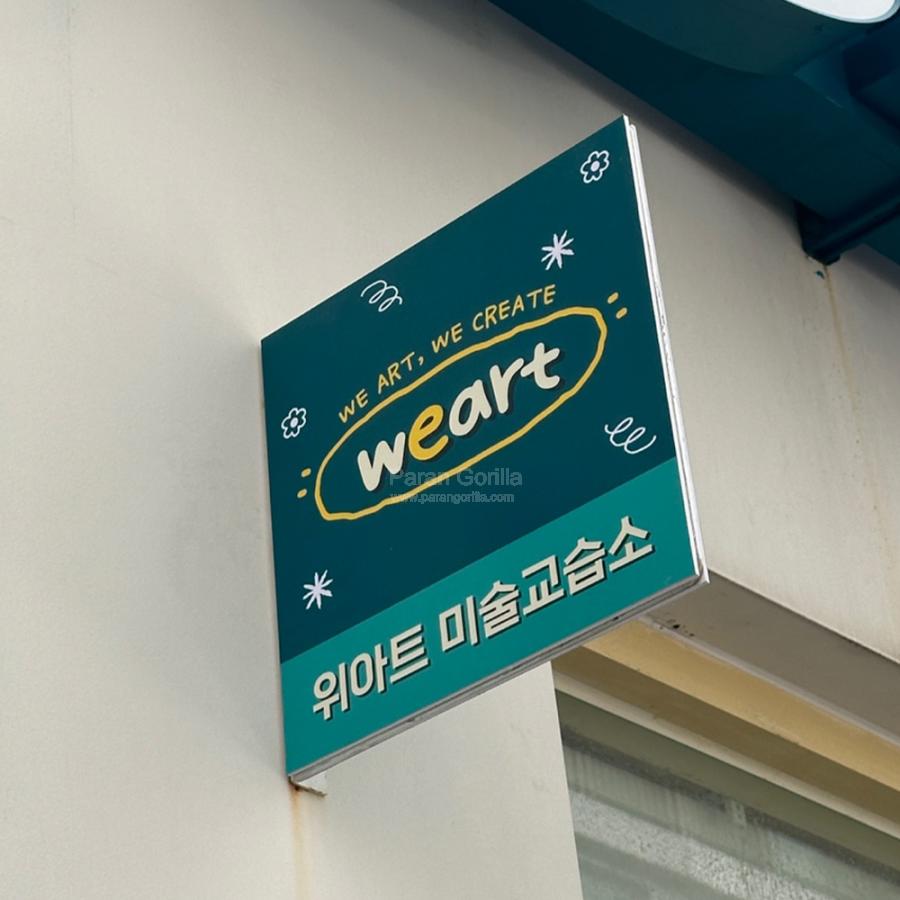 WE ART, WE CREATE
weart
Paran Gorilla
www.parangorilla.com
위아트 미술교습소